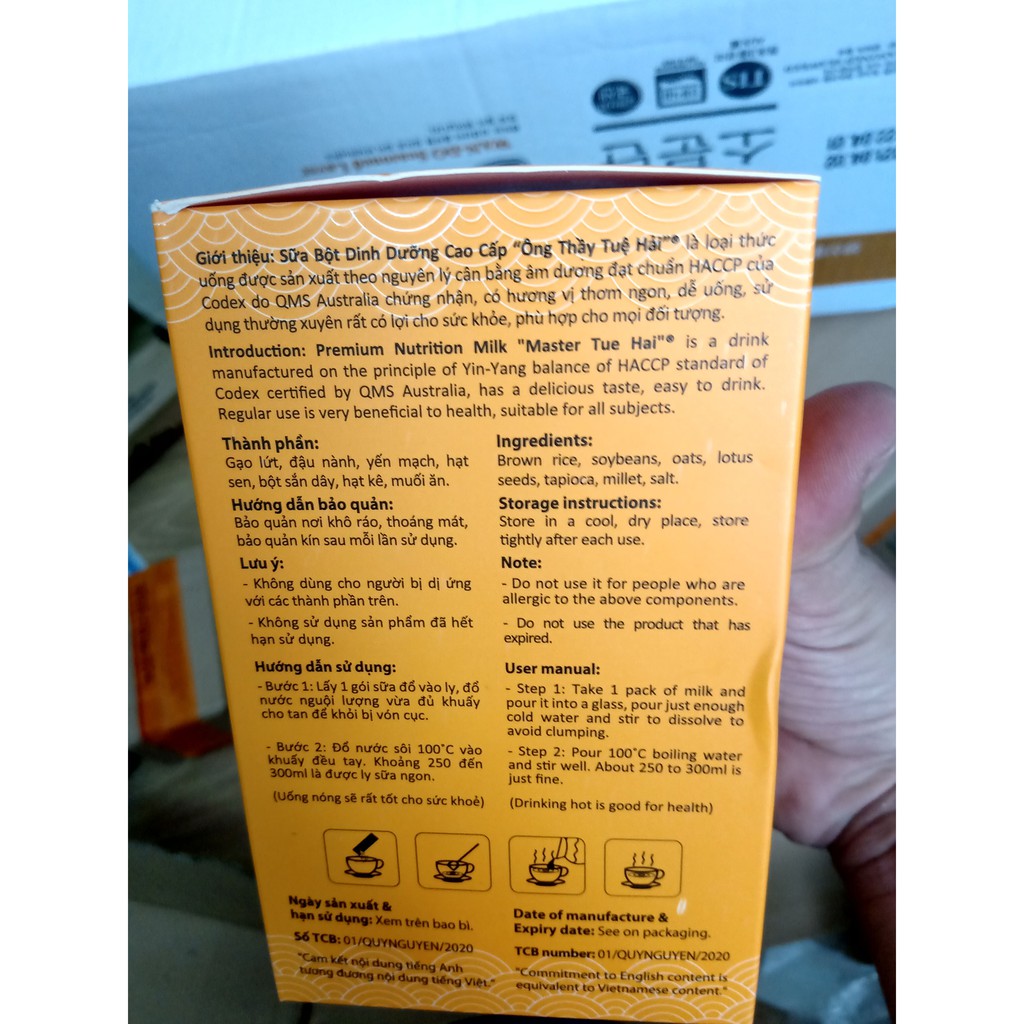 Giới thiệu: Sữa Bột Dinh Dưỡng Cao Cấp "Ông Thầy Tuệ Hải"® là loại thức
uống được sản xuất theo nguyên lý cân bằng âm dương đạt chuẩn HACCP của
Codex do QMS Australia chứng nhận, có hương vị thơm ngon, dễ uống, sử
dụng thường xuyên rất có lợi cho sức khỏe, phù hợp cho mọi đối tượng.
Introduction: Premium Nutrition Milk "Master Tue Hai"® is a drink
manufactured on the principle of Yin-Yang balance of HACCP standard of
Codex certified by QMS Australia, has a delicious taste, easy to drink.
Regular use is very beneficial to health, suitable for all subjects.
Thành phần:
Gạo lứt, đậu nành, yến mạch, hạt
sen, bột sắn dây, hạt kê, muối ăn.
Hướng dẫn bảo quản:
Bảo quản nơi khô ráo, thoáng mát,
bảo quản kín sau mỗi lần sử dụng.
Lưu ý:
- Không dùng cho người bị dị ứng
với các thành phần trên.
- Không sử dụng sản phẩm đã hết
hạn sử dụng.
Hướng dẫn sử dụng:
- Bước 1: Lấy 1 gói sữa đổ vào ly, đổ
nước nguội lượng vừa đủ khuấy
cho tan để khỏi bị vón cục.
- Bước 2: Đổ nước sôi 100°C vào
khuấy đều tay. Khoảng 250 đến
300ml là được ly sữa ngon.
(Uống nóng sẽ rất tốt cho sức khoẻ)
Ingredients:
Brown rice, soybeans, oats, lotus
seeds, tapioca, millet, salt.
Storage instructions:
Store in a cool, dry place, store
tightly after each use.
Note:
- Do not use it for people who are
allergic to the above components.
- Do not use the product that has
expired.
User manual:
- Step 1: Take 1 pack of milk and
pour it into a glass, pour just enough
cold water and stir to dissolve to
avoid clumping.
- Step 2: Pour 100°C boiling water
and stir well. About 250 to 300ml is
just fine.
(Drinking hot is good for health)
Ngày sản xuất &
hạn sử dụng: Xem trên bao bì.
Số TCB: 01/QUYNGUYEN/2020
"Cam kết nội dung tiếng Anh
tương đương nội dung tiếng Việt."
Date of manufacture &
Expiry date: See on packaging.
TCB number: 01/QUYNGUYEN/2020
"Commitment to English content is
equivalent to Vietnamese content."